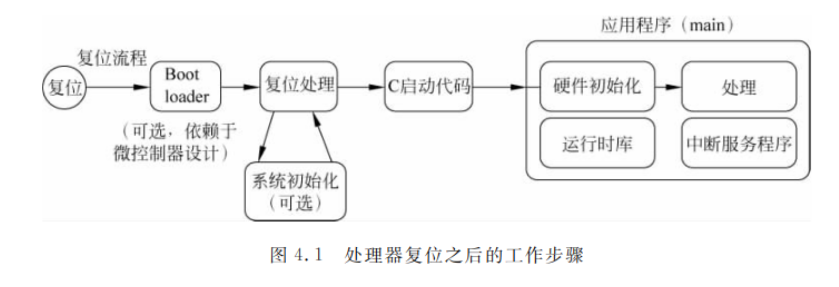 应用程序（main）
复位流程
复位
Boot
loader
复位处理
C启动代码
硬件初始化
处理
（可选，依赖于
微控制器设计）
运行时库
中断服务程序
系统初始化
（可选）
图 4.1 处理器复位之后的工作步骤